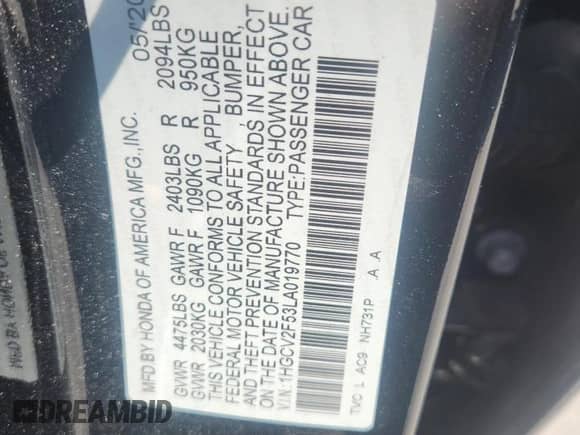 MFD BY HONDA OF AMERICA MFG., INC. 05/20
GVWR 4475LBS GAWR F 2403LBS R 2094LBS
GVWR 2030KG GAWR F 1090KG R 950KG
THIS VEHICLE CONFORMS TO ALL APPLICABLE
FEDERAL MOTOR VEHICLE SAFETY , BUMPER,
AND THEFT PREVENTION STANDARDS IN EFFECT
ON THE DATE OF MANUFACTURE SHOWN ABOVE.
V.I.N.:1HGCV2F53LA019770 TYPE:PASSENGER CAR
TVC L AC9 NH731P A .A
DREAMBID